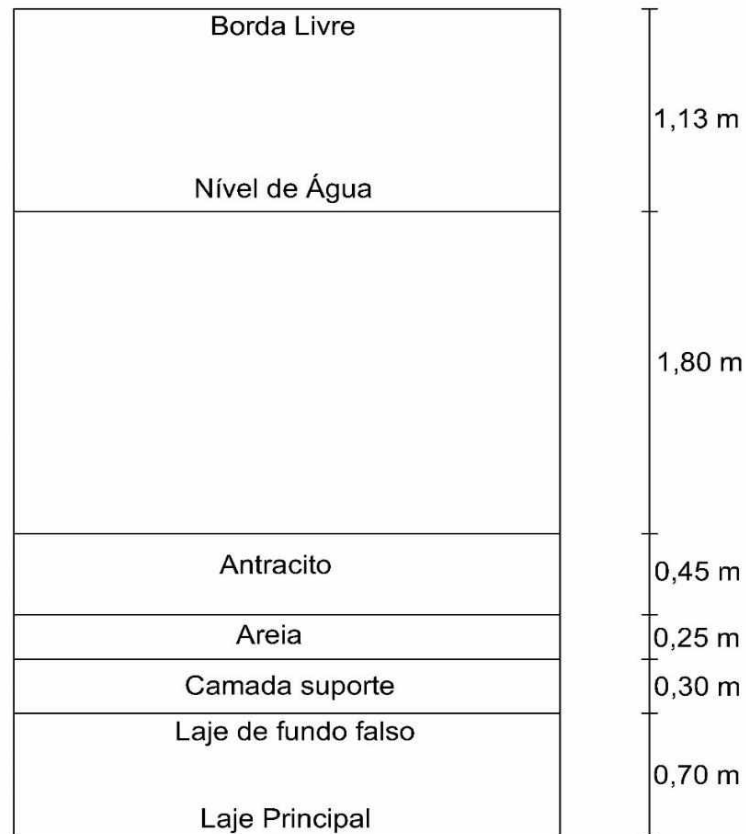 Borda Livre
1,13 m
Nível de Água
1,80 m
Antracito
0,45 m
Areia
0,25 m
Camada suporte
0,30 m
Laje de fundo falso
0,70 m
Laje Principal